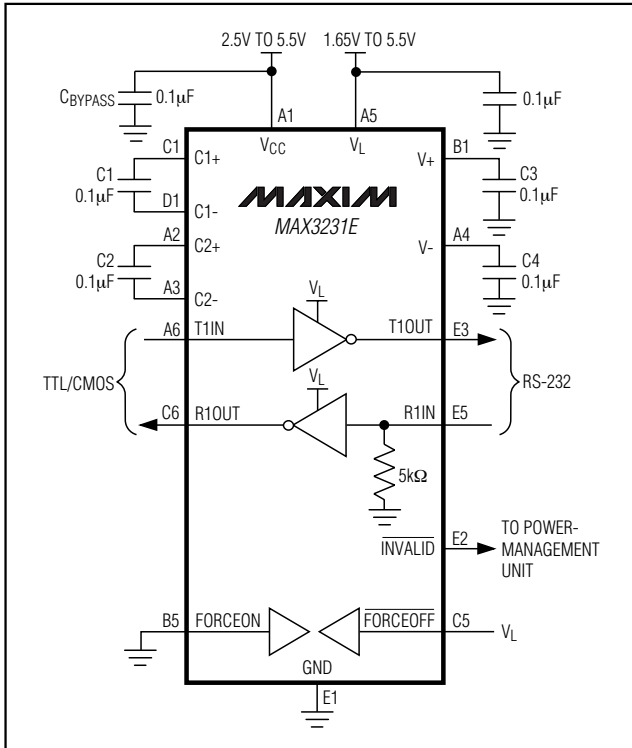 2.5V TO 5.5V 1.65V TO 5.5V
CBYPASS 0.1µF 0.1µF
A1 A5
VCC VL
C1 C1+ V+ B1
C1 0.1µF C3 0.1µF
D1 C1-
MAXIM
MAX3231E
A2 C2+ V- A4
C2 0.1µF C4 0.1µF
A3 C2-
VL
A6 T1IN T1OUT E3
TTL/CMOS RS-232
VL
C6 R1OUT R1IN E5
5kΩ
INVALID E2 TO POWER-
MANAGEMENT
UNIT
B5 FORCEON FORCEOFF C5 VL
GND
E1